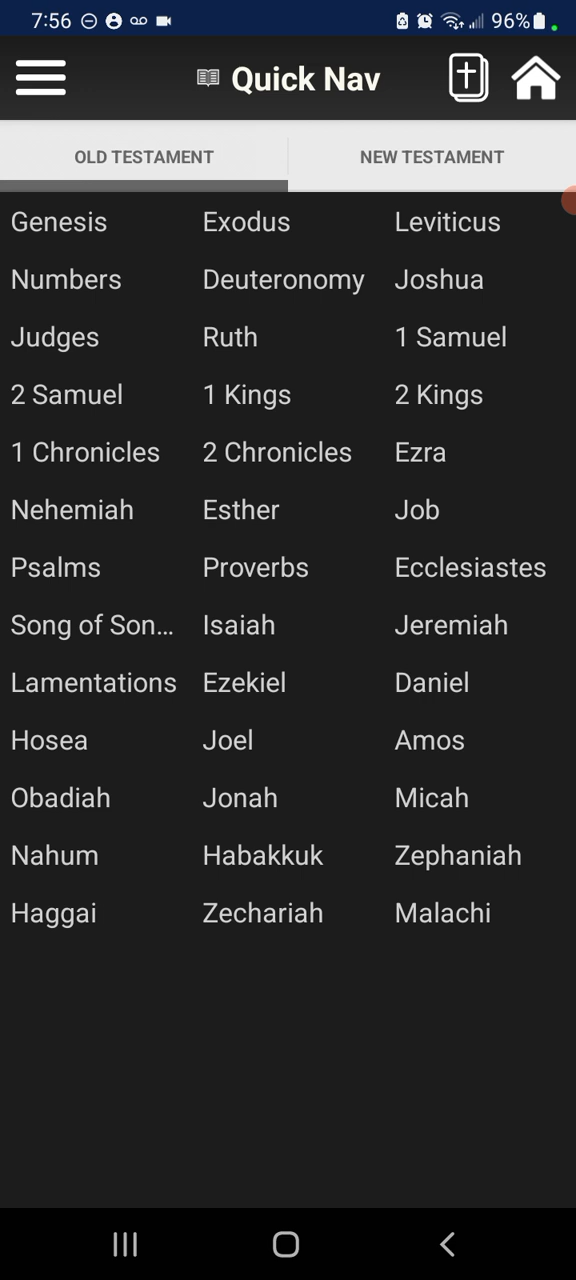 7:56 96%
Quick Nav
OLD TESTAMENT NEW TESTAMENT
Genesis Exodus Leviticus
Numbers Deuteronomy Joshua
Judges Ruth 1 Samuel
2 Samuel 1 Kings 2 Kings
1 Chronicles 2 Chronicles Ezra
Nehemiah Esther Job
Psalms Proverbs Ecclesiastes
Song of Son... Isaiah Jeremiah
Lamentations Ezekiel Daniel
Hosea Joel Amos
Obadiah Jonah Micah
Nahum Habakkuk Zephaniah
Haggai Zechariah Malachi